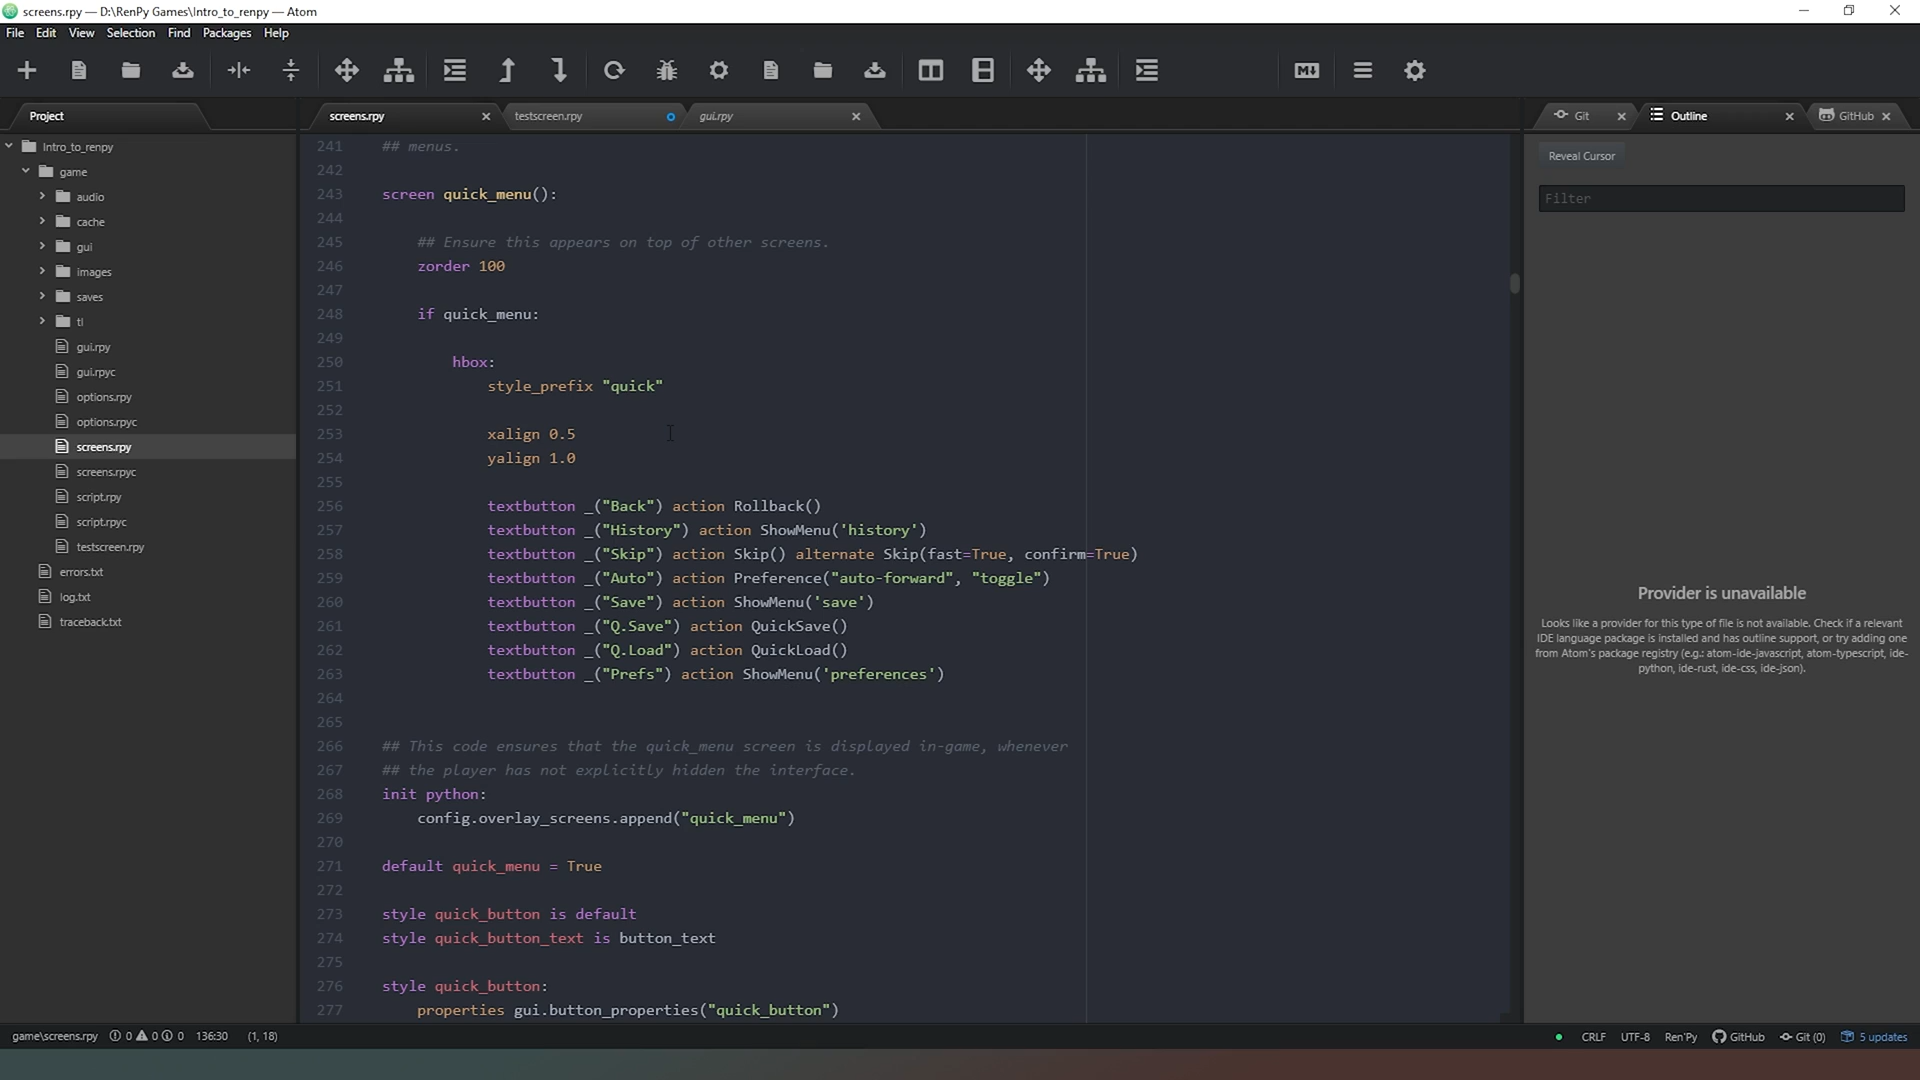 screens.rpy — D:\RenPy Games\Intro_to_renpy — Atom
File Edit View Selection Find Packages Help
Project
screens.rpy
testscreen.rpy
gui.rpy
Git
Outline
GitHub
Intro_to_renpy
game
audio
cache
gui
images
saves
tl
gui.rpy
gui.rpyc
options.rpy
options.rpyc
screens.rpy
screens.rpyc
script.rpy
script.rpyc
testscreen.rpy
errors.txt
log.txt
traceback.txt
241 ## menus.
242
243 screen quick_menu():
244
245 ## Ensure this appears on top of other screens.
246 zorder 100
247
248 if quick_menu:
249
250 hbox:
251 style_prefix "quick"
252
253 xalign 0.5
254 yalign 1.0
255
256 textbutton _("Back") action Rollback()
257 textbutton _("History") action ShowMenu('history')
258 textbutton _("Skip") action Skip() alternate Skip(fast=True, confirm=True)
259 textbutton _("Auto") action Preference("auto-forward", "toggle")
260 textbutton _("Save") action ShowMenu('save')
261 textbutton _("Q.Save") action QuickSave()
262 textbutton _("Q.Load") action QuickLoad()
263 textbutton _("Prefs") action ShowMenu('preferences')
264
265
266 ## This code ensures that the quick_menu screen is displayed in-game, whenever
267 ## the player has not explicitly hidden the interface.
268 init python:
269 config.overlay_screens.append("quick_menu")
270
271 default quick_menu = True
272
273 style quick_button is default
274 style quick_button_text is button_text
275
276 style quick_button:
277 properties gui.button_properties("quick_button")
Reveal Cursor
Filter
Provider is unavailable
Looks like a provider for this type of file is not available. Check if a relevant
IDE language package is installed and has outline support, or try adding one
from Atom's package registry (e.g.: atom-ide-javascript, atom-typescript, ide-
python, ide-rust, ide-css, ide-json).
game\screens.rpy 0 0 0 136:30 (1, 18)
CRLF UTF-8 Ren'Py GitHub Git (0) 5 updates